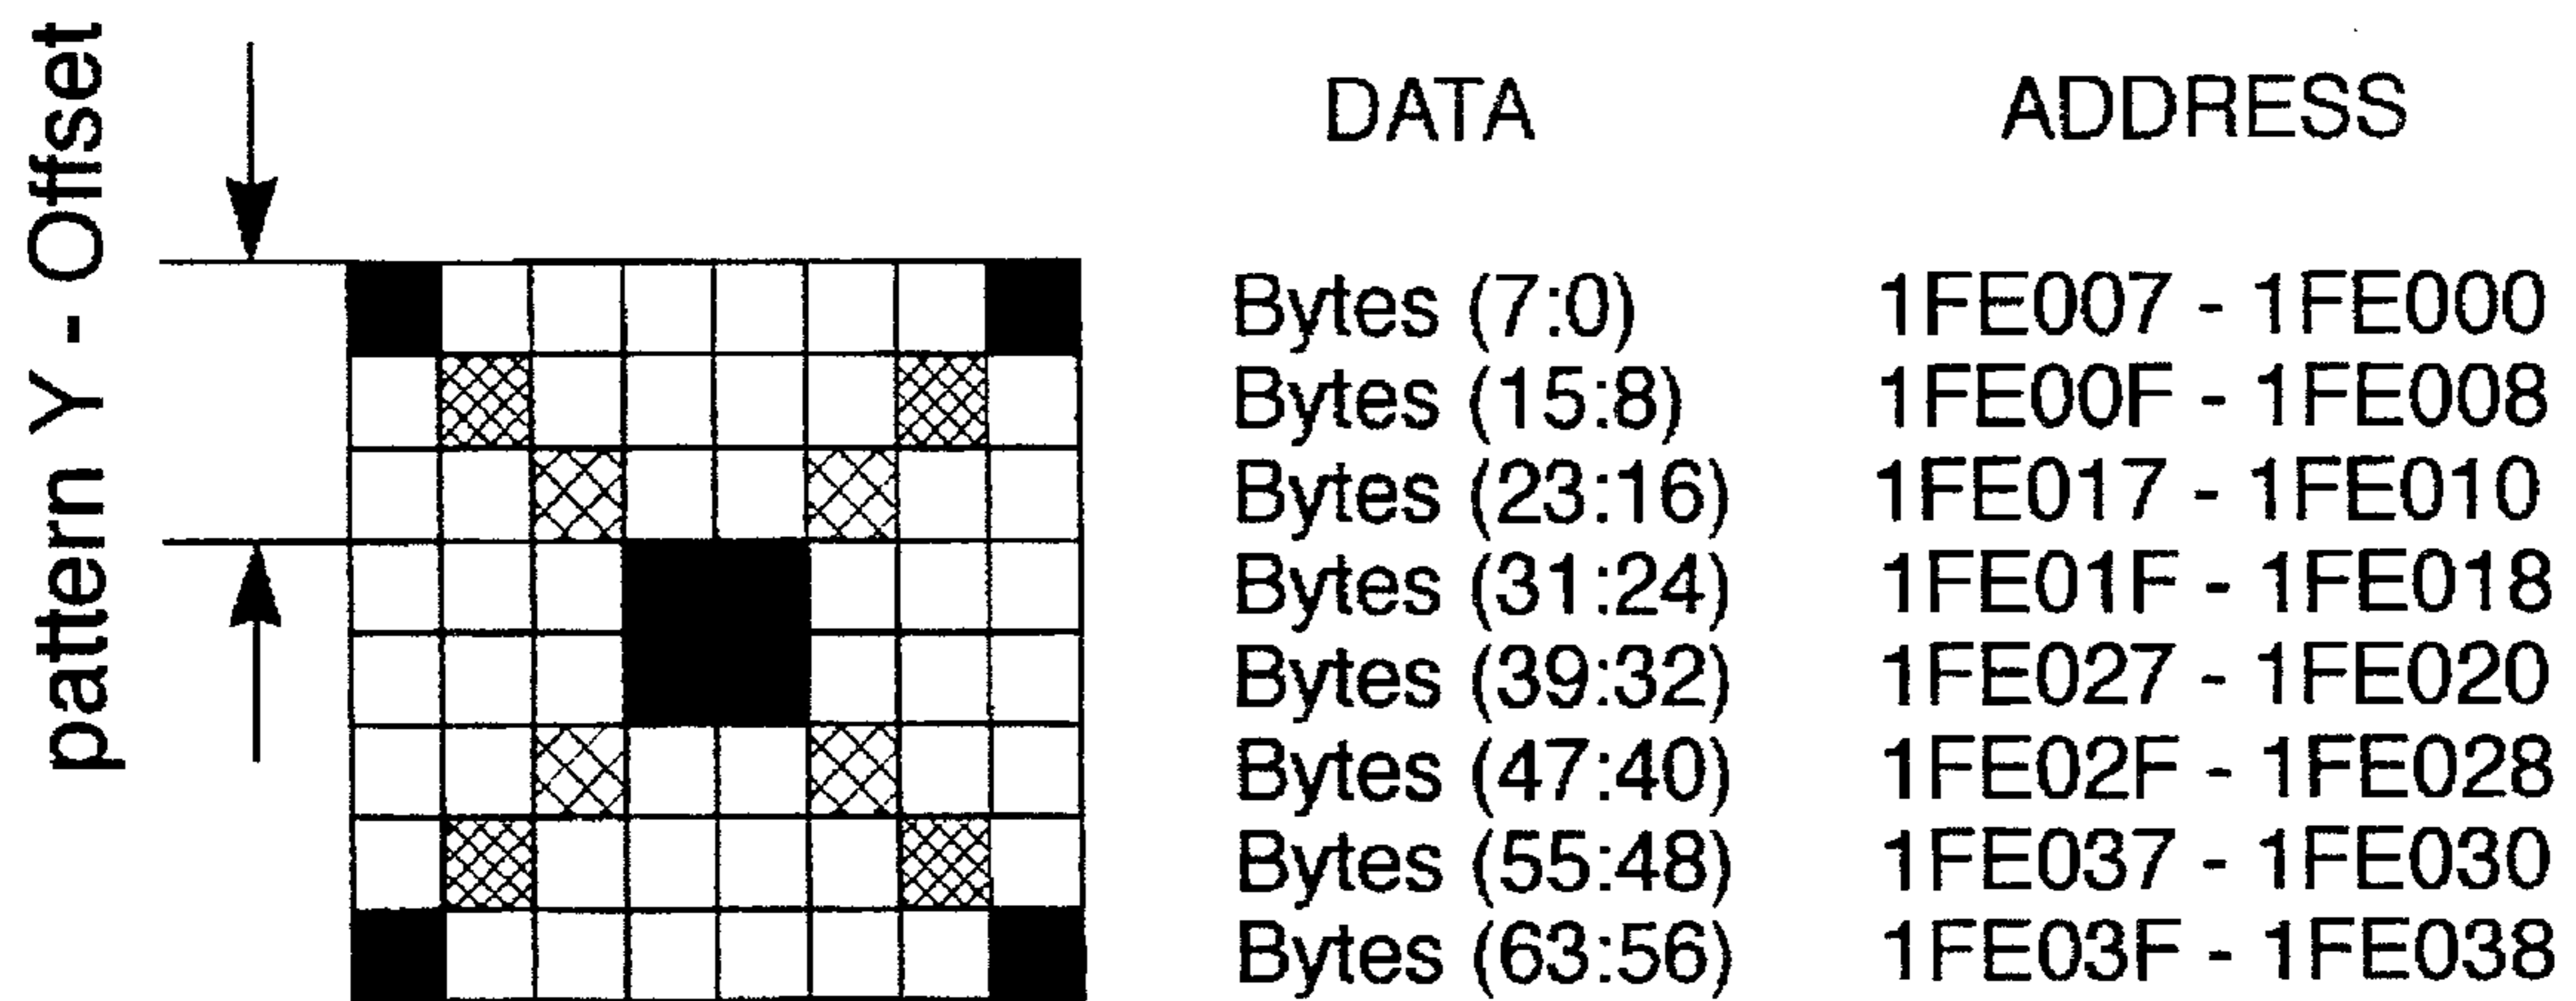 pattern Y - Offset
DATA ADDRESS
Bytes (7:0) 1FE007 - 1FE000
Bytes (15:8) 1FE00F - 1FE008
Bytes (23:16) 1FE017 - 1FE010
Bytes (31:24) 1FE01F - 1FE018
Bytes (39:32) 1FE027 - 1FE020
Bytes (47:40) 1FE02F - 1FE028
Bytes (55:48) 1FE037 - 1FE030
Bytes (63:56) 1FE03F - 1FE038